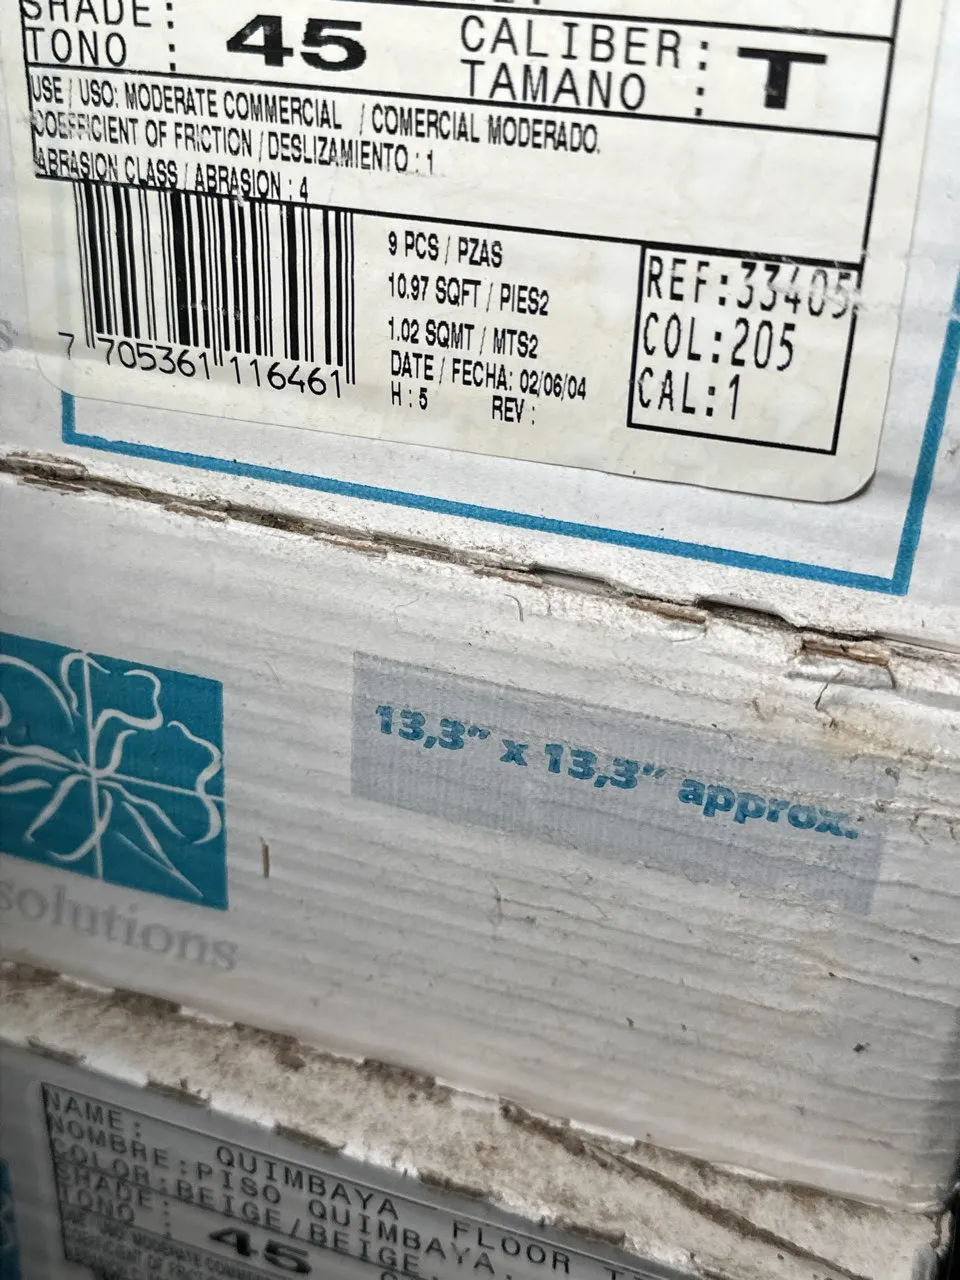 SHADE:
TONO : 45 CALIBER: T
TAMANO :
USE / USO: MODERATE COMMERCIAL / COMERCIAL MODERADO.
COEFFICIENT OF FRICTION / DESLIZAMIENTO : 1
ABRASION CLASS / ABRASION : 4
9 PCS / PZAS
10.97 SQFT / PIES2
1.02 SQMT / MTS2
DATE / FECHA: 02/06/04
H : 5 REV :
REF:33405
COL:205
CAL:1
7 705361 116461
13,3" x 13,3" approx.
solutions
NAME : QUIMBAYA FLOOR
NOMBRE:PISO QUIMBAYA.
COLOR:BEIGE/BEIGE.
SHADE:
TONO : 45